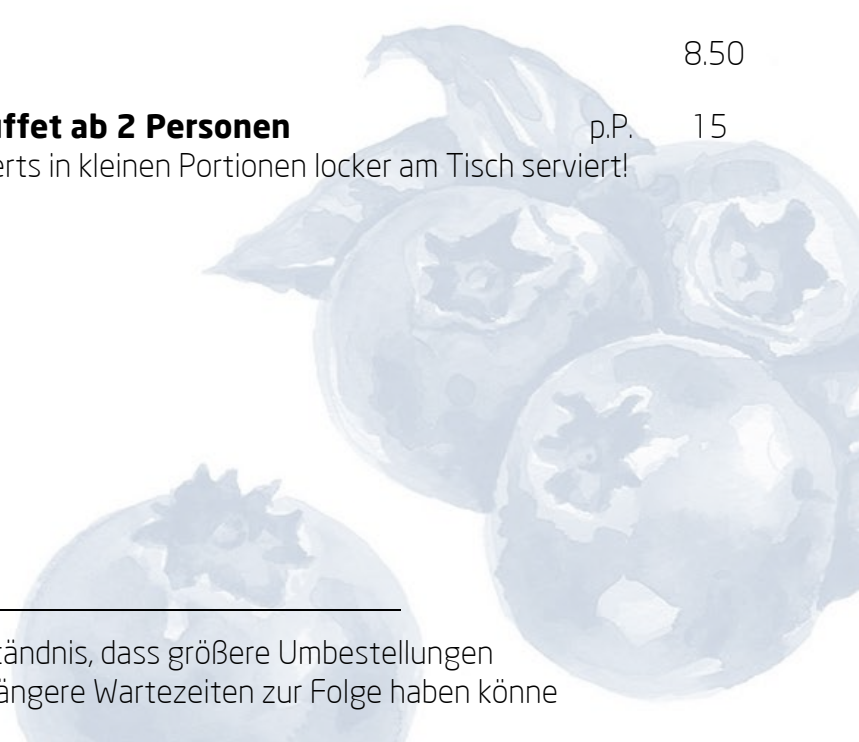 8.50
uffet ab 2 Personen p.P. 15
erts in kleinen Portionen locker am Tisch serviert!
tändnis, dass größere Umbestellungen
ängere Wartezeiten zur Folge haben könne